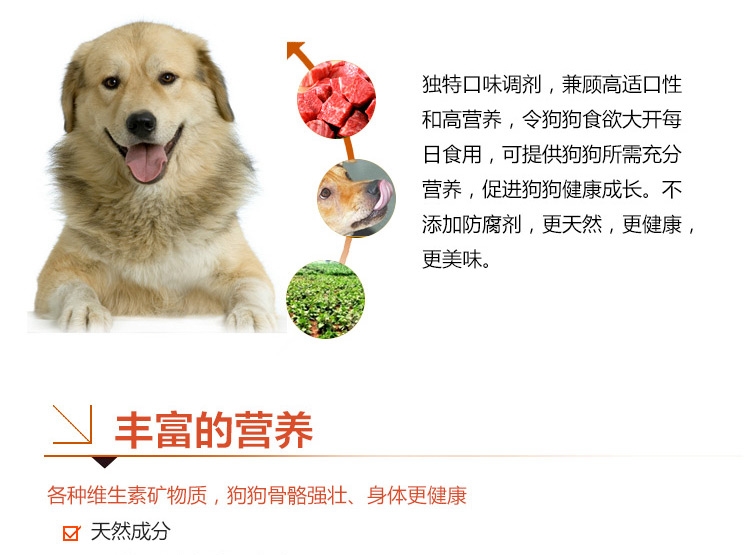 独特口味调剂，兼顾高适口性
和高营养，令狗狗食欲大开每
日食用，可提供狗狗所需充分
营养，促进狗狗健康成长。不
添加防腐剂，更天然，更健康，
更美味。
丰富的营养
各种维生素矿物质，狗狗骨骼强壮、身体更健康
天然成分